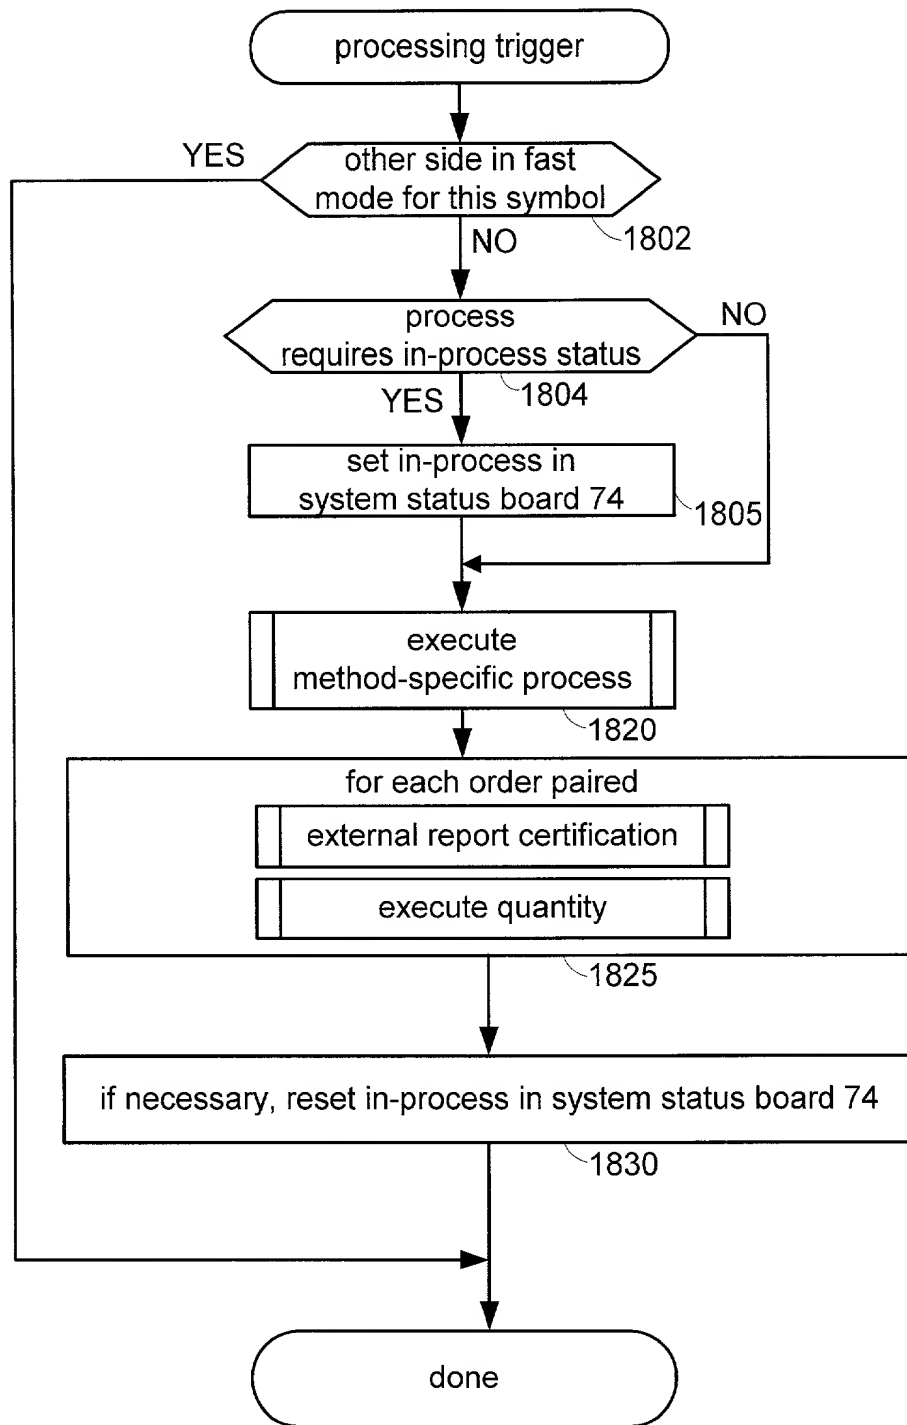 processing trigger
YES
other side in fast
mode for this symbol
1802
NO
process
requires in-process status
NO
1804
YES
set in-process in
system status board 74
1805
execute
method-specific process
1820
for each order paired
external report certification
execute quantity
1825
if necessary, reset in-process in system status board 74
1830
done